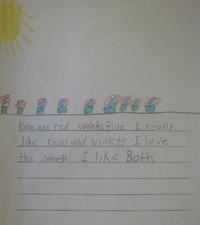 Roses are red violets Blue I really
like roses and violets I love
the smell I like Both.